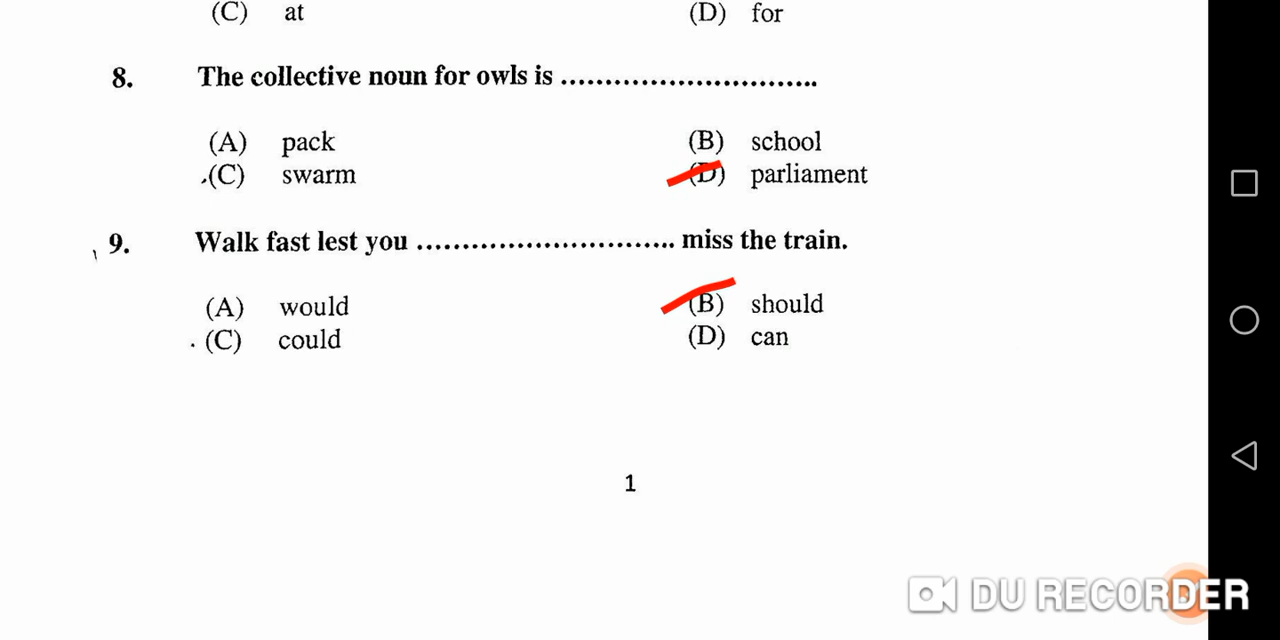 (C) at (D) for
8. The collective noun for owls is ................................
(A) pack (B) school
(C) swarm (D) parliament
9. Walk fast lest you ................................ miss the train.
(A) would (B) should
(C) could (D) can
1
DU RECORDER